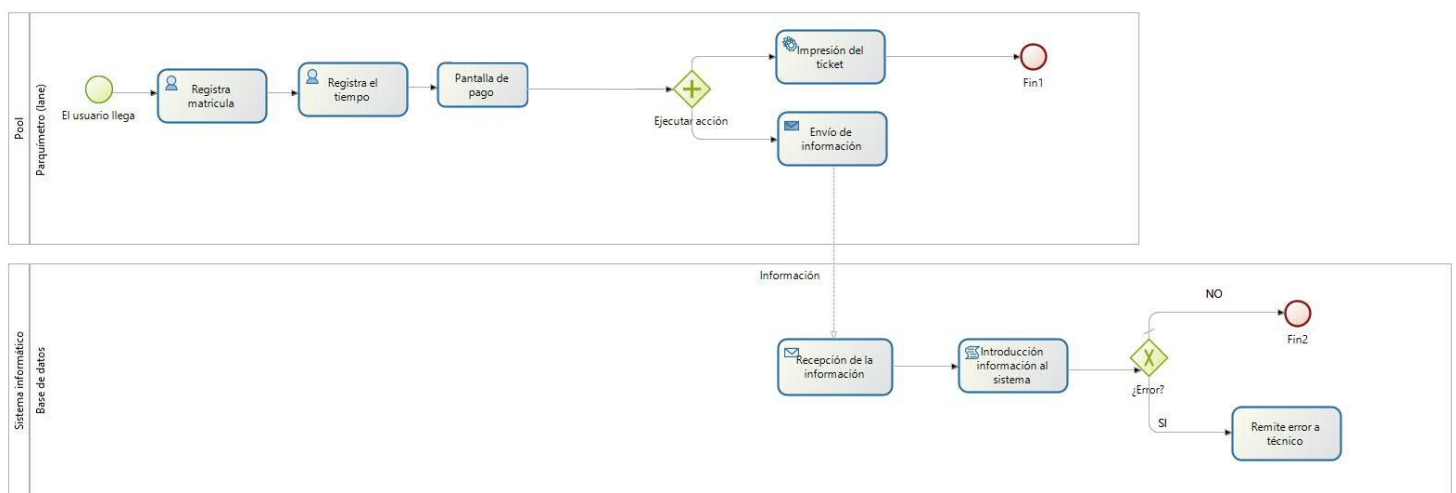 Pool
Parquímetro (lane)
El usuario llega
Registra
matricula
Registra el
tiempo
Pantalla de
pago
Ejecutar acción
Impresión del
ticket
Fin1
Envío de
información
Información
Sistema informático
Base de datos
Recepción de la
información
Introducción
información al
sistema
¿Error?
NO
Fin2
SI
Remite error a
técnico